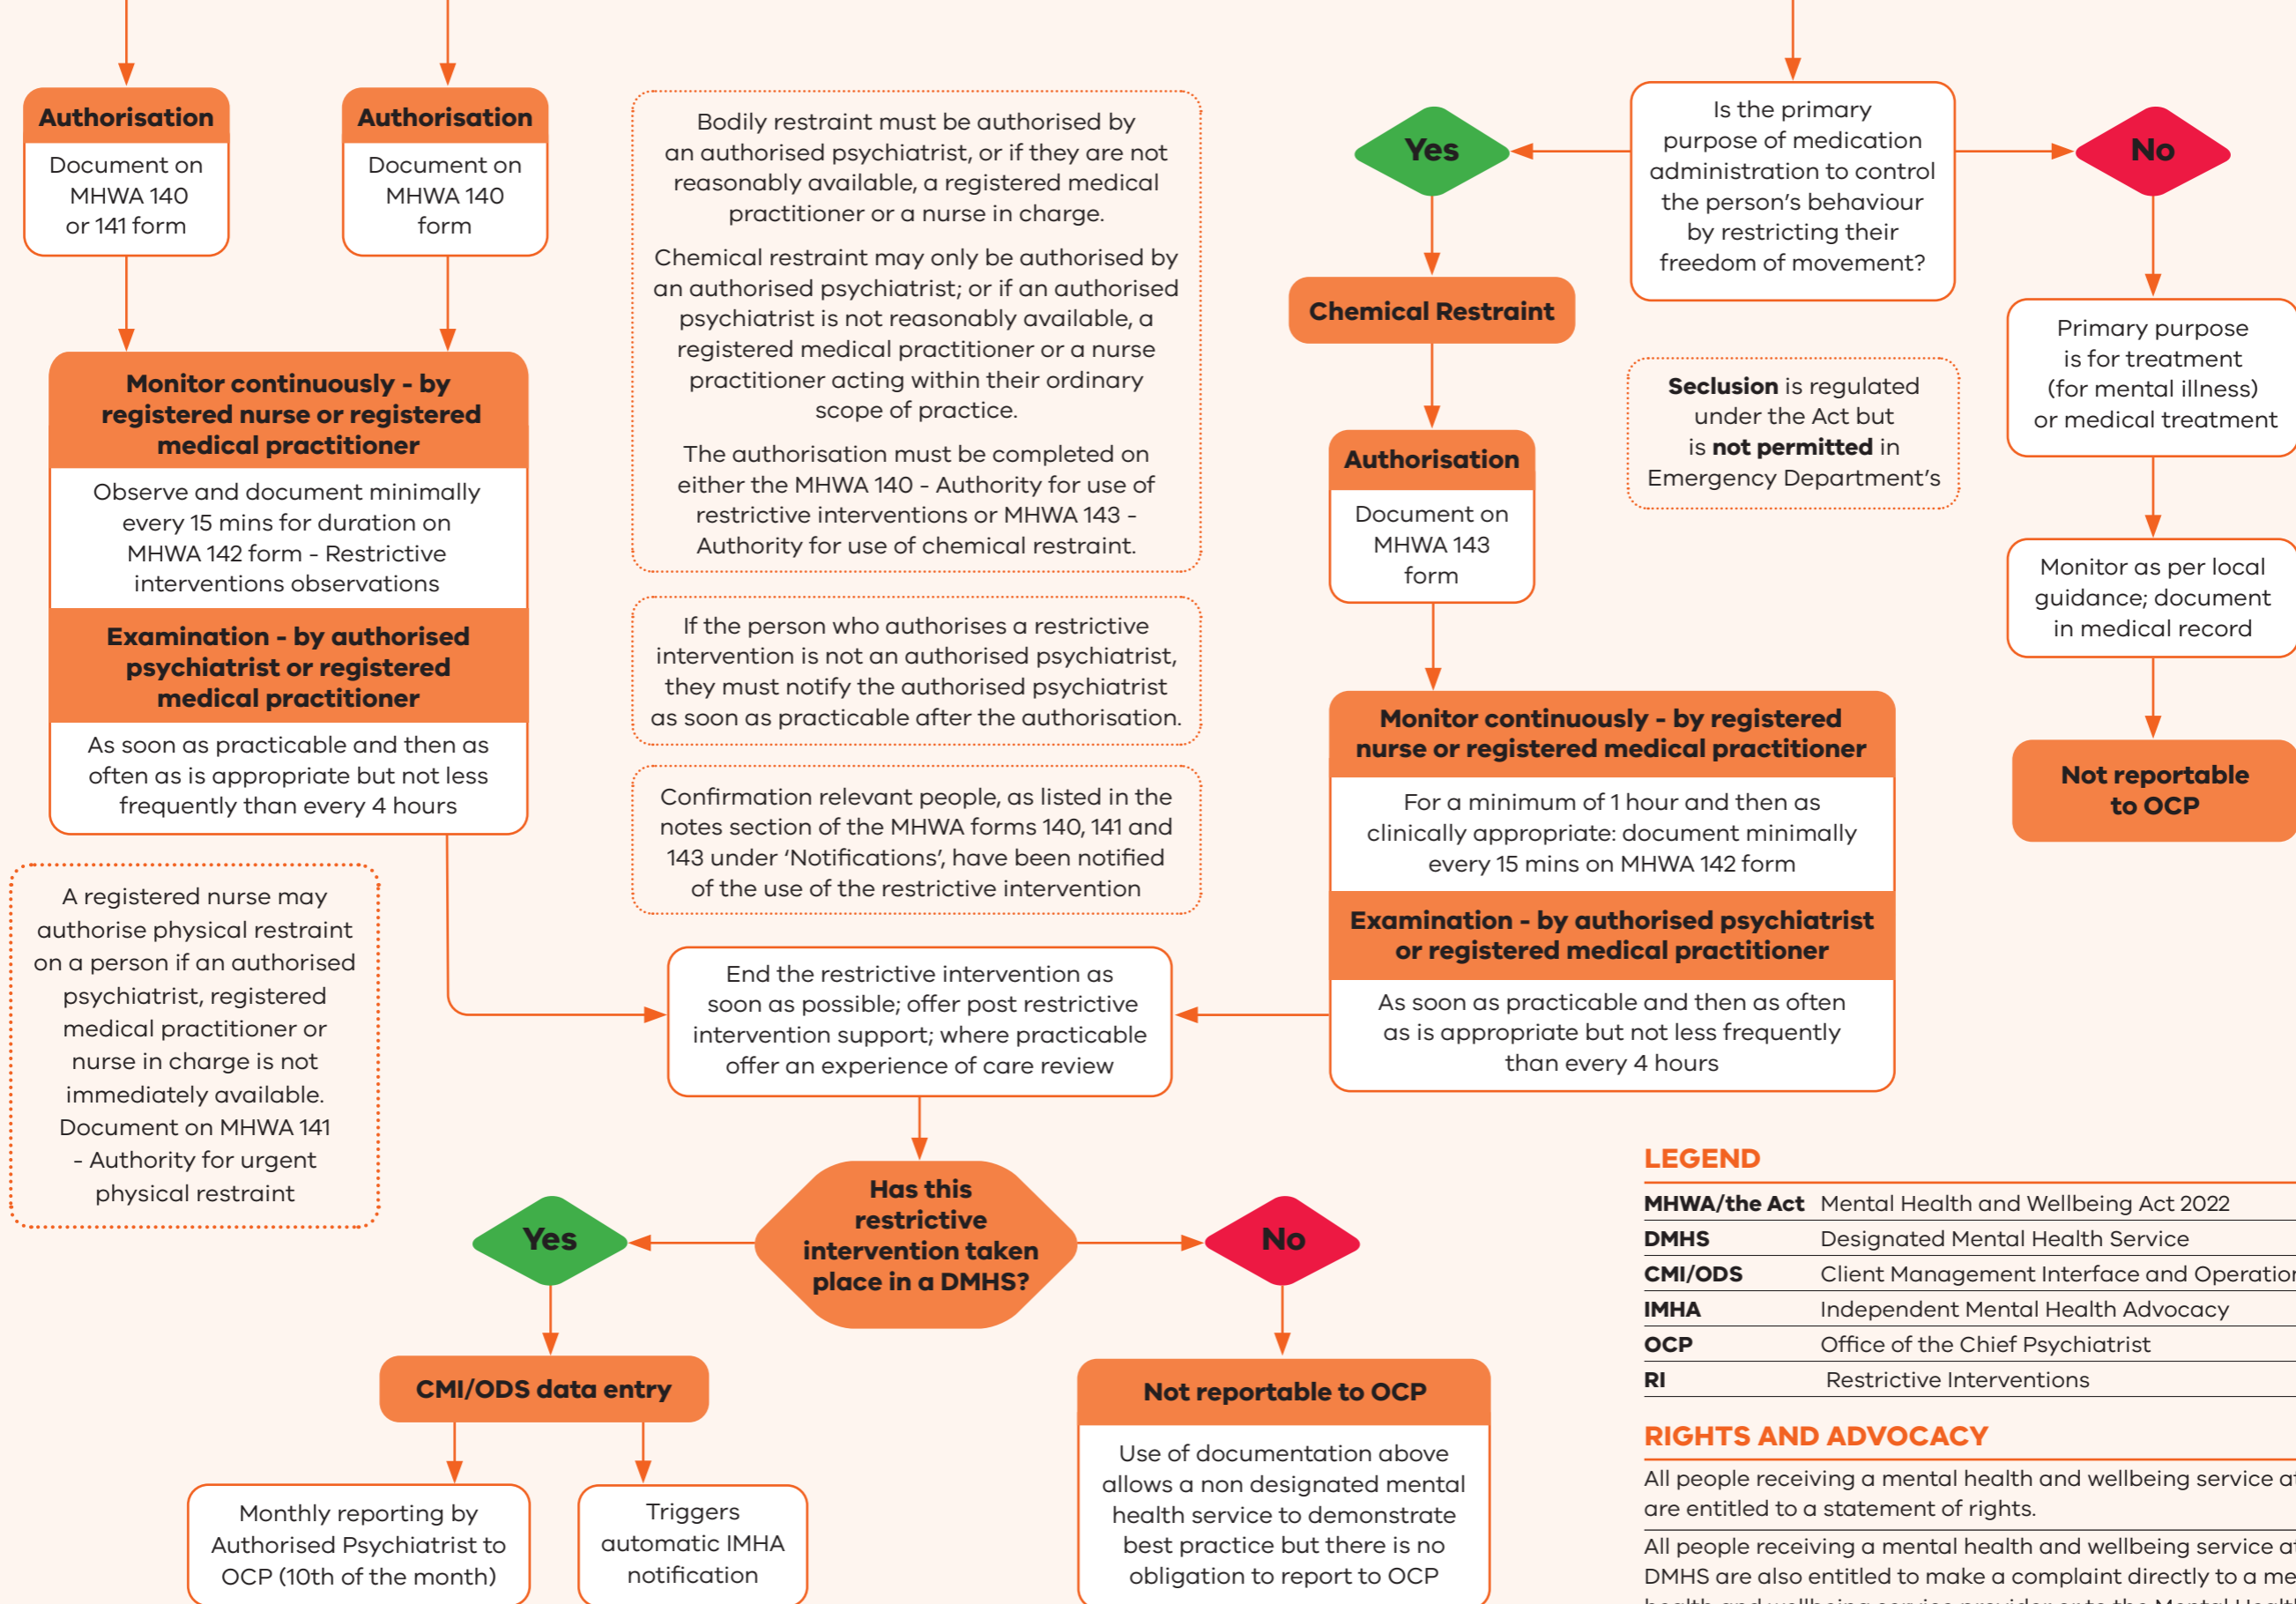 Authorisation
Document on
MHWA 140
or 141 form
Authorisation
Document on
MHWA 140
form
Monitor continuously - by
registered nurse or registered
medical practitioner
Observe and document minimally
every 15 mins for duration on
MHWA 142 form - Restrictive
interventions observations
Examination - by authorised
psychiatrist or registered
medical practitioner
As soon as practicable and then as
often as is appropriate but not less
frequently than every 4 hours
A registered nurse may
authorise physical restraint
on a person if an authorised
psychiatrist, registered
medical practitioner or
nurse in charge is not
immediately available.
Document on MHWA 141
- Authority for urgent
physical restraint
Bodily restraint must be authorised by
an authorised psychiatrist, or if they are not
reasonably available, a registered medical
practitioner or a nurse in charge.
Chemical restraint may only be authorised by
an authorised psychiatrist; or if an authorised
psychiatrist is not reasonably available, a
registered medical practitioner or a nurse
practitioner acting within their ordinary
scope of practice.
The authorisation must be completed on
either the MHWA 140 - Authority for use of
restrictive interventions or MHWA 143 -
Authority for use of chemical restraint.
If the person who authorises a restrictive
intervention is not an authorised psychiatrist,
they must notify the authorised psychiatrist
as soon as practicable after the authorisation.
Confirmation relevant people, as listed in the
notes section of the MHWA forms 140, 141 and
143 under ‘Notifications’, have been notified
of the use of the restrictive intervention
Is the primary
purpose of medication
administration to control
the person’s behaviour
by restricting their
freedom of movement?
Yes
No
Chemical Restraint
Authorisation
Document on
MHWA 143
form
Seclusion is regulated
under the Act but
is not permitted in
Emergency Department’s
Primary purpose
is for treatment
(for mental illness)
or medical treatment
Monitor as per local
guidance; document
in medical record
Not reportable
to OCP
Monitor continuously - by registered
nurse or registered medical practitioner
For a minimum of 1 hour and then as
clinically appropriate: document minimally
every 15 mins on MHWA 142 form
Examination - by authorised psychiatrist
or registered medical practitioner
As soon as practicable and then as often
as is appropriate but not less frequently
than every 4 hours
End the restrictive intervention as
soon as possible; offer post restrictive
intervention support; where practicable
offer an experience of care review
Has this
restrictive
intervention taken
place in a DMHS?
Yes
No
CMI/ODS data entry
Monthly reporting by
Authorised Psychiatrist to
OCP (10th of the month)
Triggers
automatic IMHA
notification
Not reportable to OCP
Use of documentation above
allows a non designated mental
health service to demonstrate
best practice but there is no
obligation to report to OCP
LEGEND
MHWA/the Act Mental Health and Wellbeing Act 2022
DMHS Designated Mental Health Service
CMI/ODS Client Management Interface and
IMHA Independent Mental Health Advocacy
OCP Office of the Chief Psychiatrist
RI Restrictive Interventions
RIGHTS AND ADVOCACY
All people receiving a mental health and wellbeing service
are entitled to a statement of rights.
All people receiving a mental health and wellbeing service
DMHS are also entitled to make a complaint directly to a
health and wellbeing service provider or to the Mental